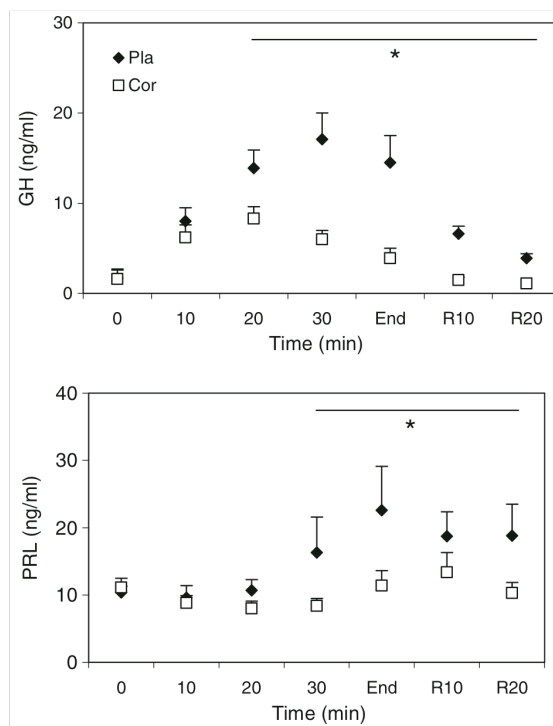 30
*
◆ Pla
□ Cor
20
GH (ng/ml)
10
0
0 10 20 30 End R10 R20
Time (min)
40
*
30
PRL (ng/ml)
20
10
0
0 10 20 30 End R10 R20
Time (min)